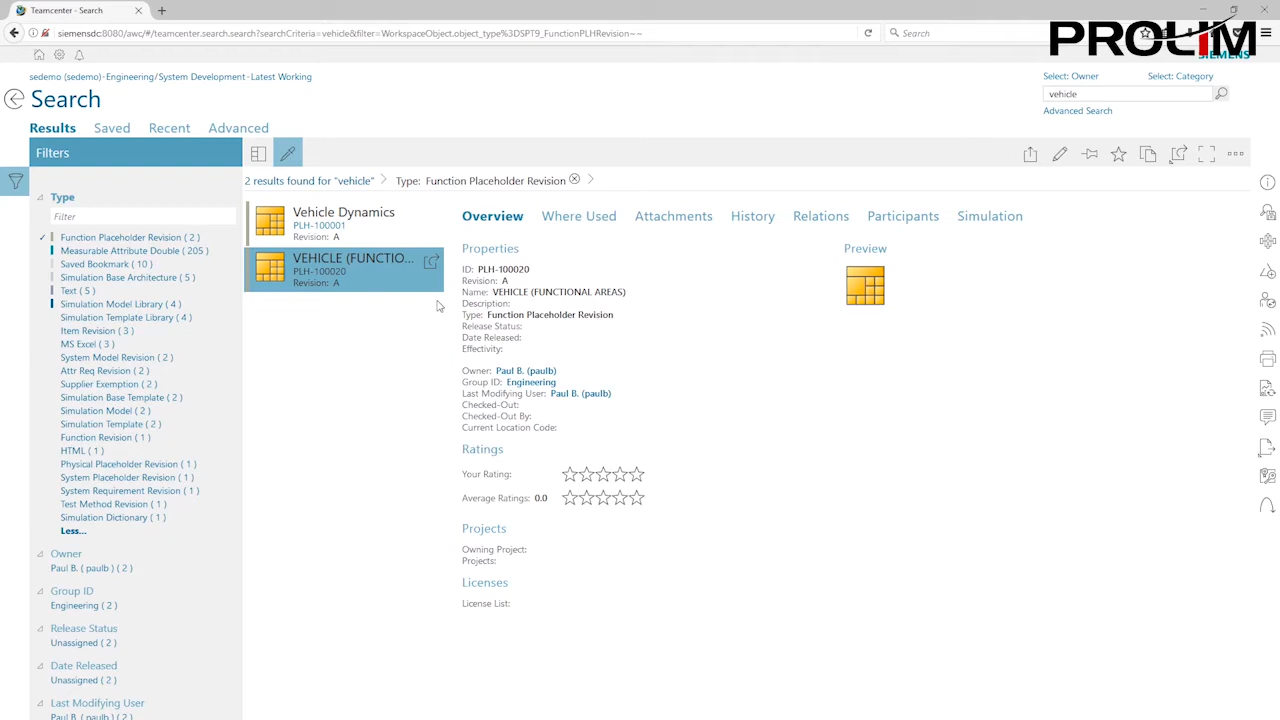 Teamcenter - Search
siemensdc:8080/awc/#/teamcenter.search.search?searchCriteria=vehicle&filter=WorkspaceObject.object_type%3DSPT9_FunctionPLHRevision~~
Search
PROLIM
SIEMENS
sedemo (sedemo) - Engineering/System Development - Latest Working
Select: Owner
Select: Category
Search
vehicle
Advanced Search
Results
Saved
Recent
Advanced
Filters
2 results found for "vehicle"
Type: Function Placeholder Revision
Type
Filter
Function Placeholder Revision ( 2 )
Measurable Attribute Double ( 205 )
Saved Bookmark ( 10 )
Simulation Base Architecture ( 5 )
Text ( 5 )
Simulation Model Library ( 4 )
Simulation Template Library ( 4 )
Item Revision ( 3 )
MS Excel ( 3 )
System Model Revision ( 2 )
Attr Req Revision ( 2 )
Supplier Exemption ( 2 )
Simulation Base Template ( 2 )
Simulation Model ( 2 )
Simulation Template ( 2 )
Function Revision ( 1 )
HTML ( 1 )
Physical Placeholder Revision ( 1 )
System Placeholder Revision ( 1 )
System Requirement Revision ( 1 )
Test Method Revision ( 1 )
Simulation Dictionary ( 1 )
Less...
Owner
Paul B. ( paulb ) ( 2 )
Group ID
Engineering ( 2 )
Release Status
Unassigned ( 2 )
Date Released
Unassigned ( 2 )
Last Modifying User
Paul B. ( paulb ) ( 2 )
Vehicle Dynamics
PLH-100001
Revision: A
VEHICLE (FUNCTIO...
PLH-100020
Revision: A
Overview
Where Used
Attachments
History
Relations
Participants
Simulation
Properties
ID: PLH-100020
Revision: A
Name: VEHICLE (FUNCTIONAL AREAS)
Description:
Type: Function Placeholder Revision
Release Status:
Date Released:
Effectivity:
Owner: Paul B. (paulb)
Group ID: Engineering
Last Modifying User: Paul B. (paulb)
Checked-Out:
Checked-Out By:
Current Location Code:
Ratings
Your Rating:
Average Ratings: 0.0
Projects
Owning Project:
Projects:
Licenses
License List:
Preview